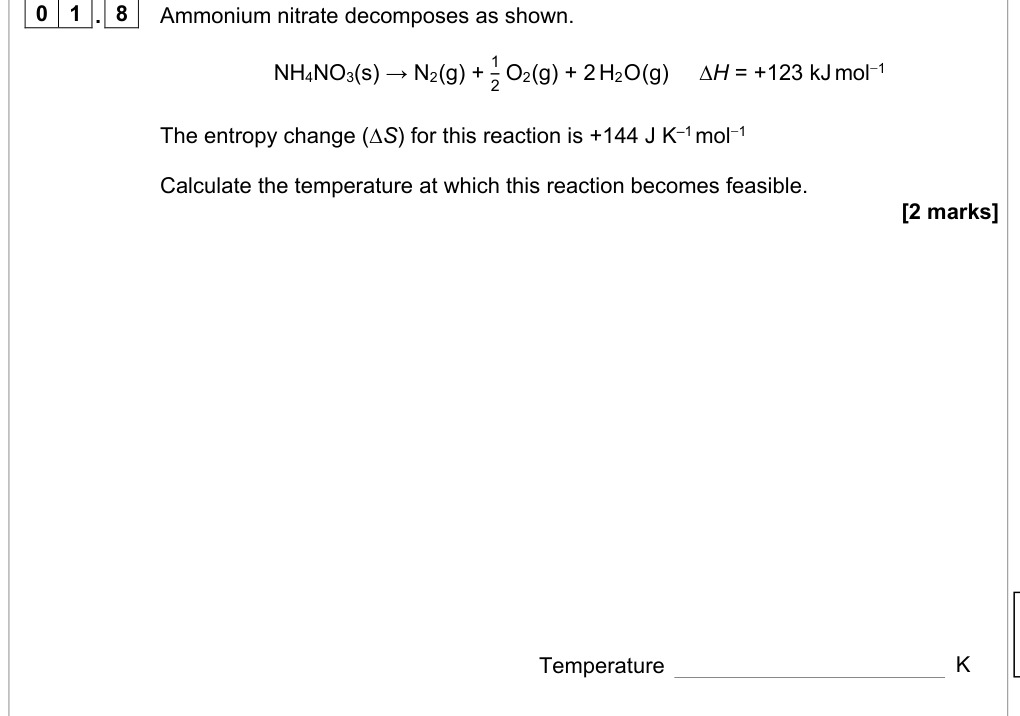 0 1 . 8 Ammonium nitrate decomposes as shown.
NH₄NO₃(s) → N₂(g) + 1/2 O₂(g) + 2 H₂O(g) ΔH = +123 kJ mol⁻¹
The entropy change (ΔS) for this reaction is +144 J K⁻¹ mol⁻¹
Calculate the temperature at which this reaction becomes feasible.
[2 marks]
Temperature K